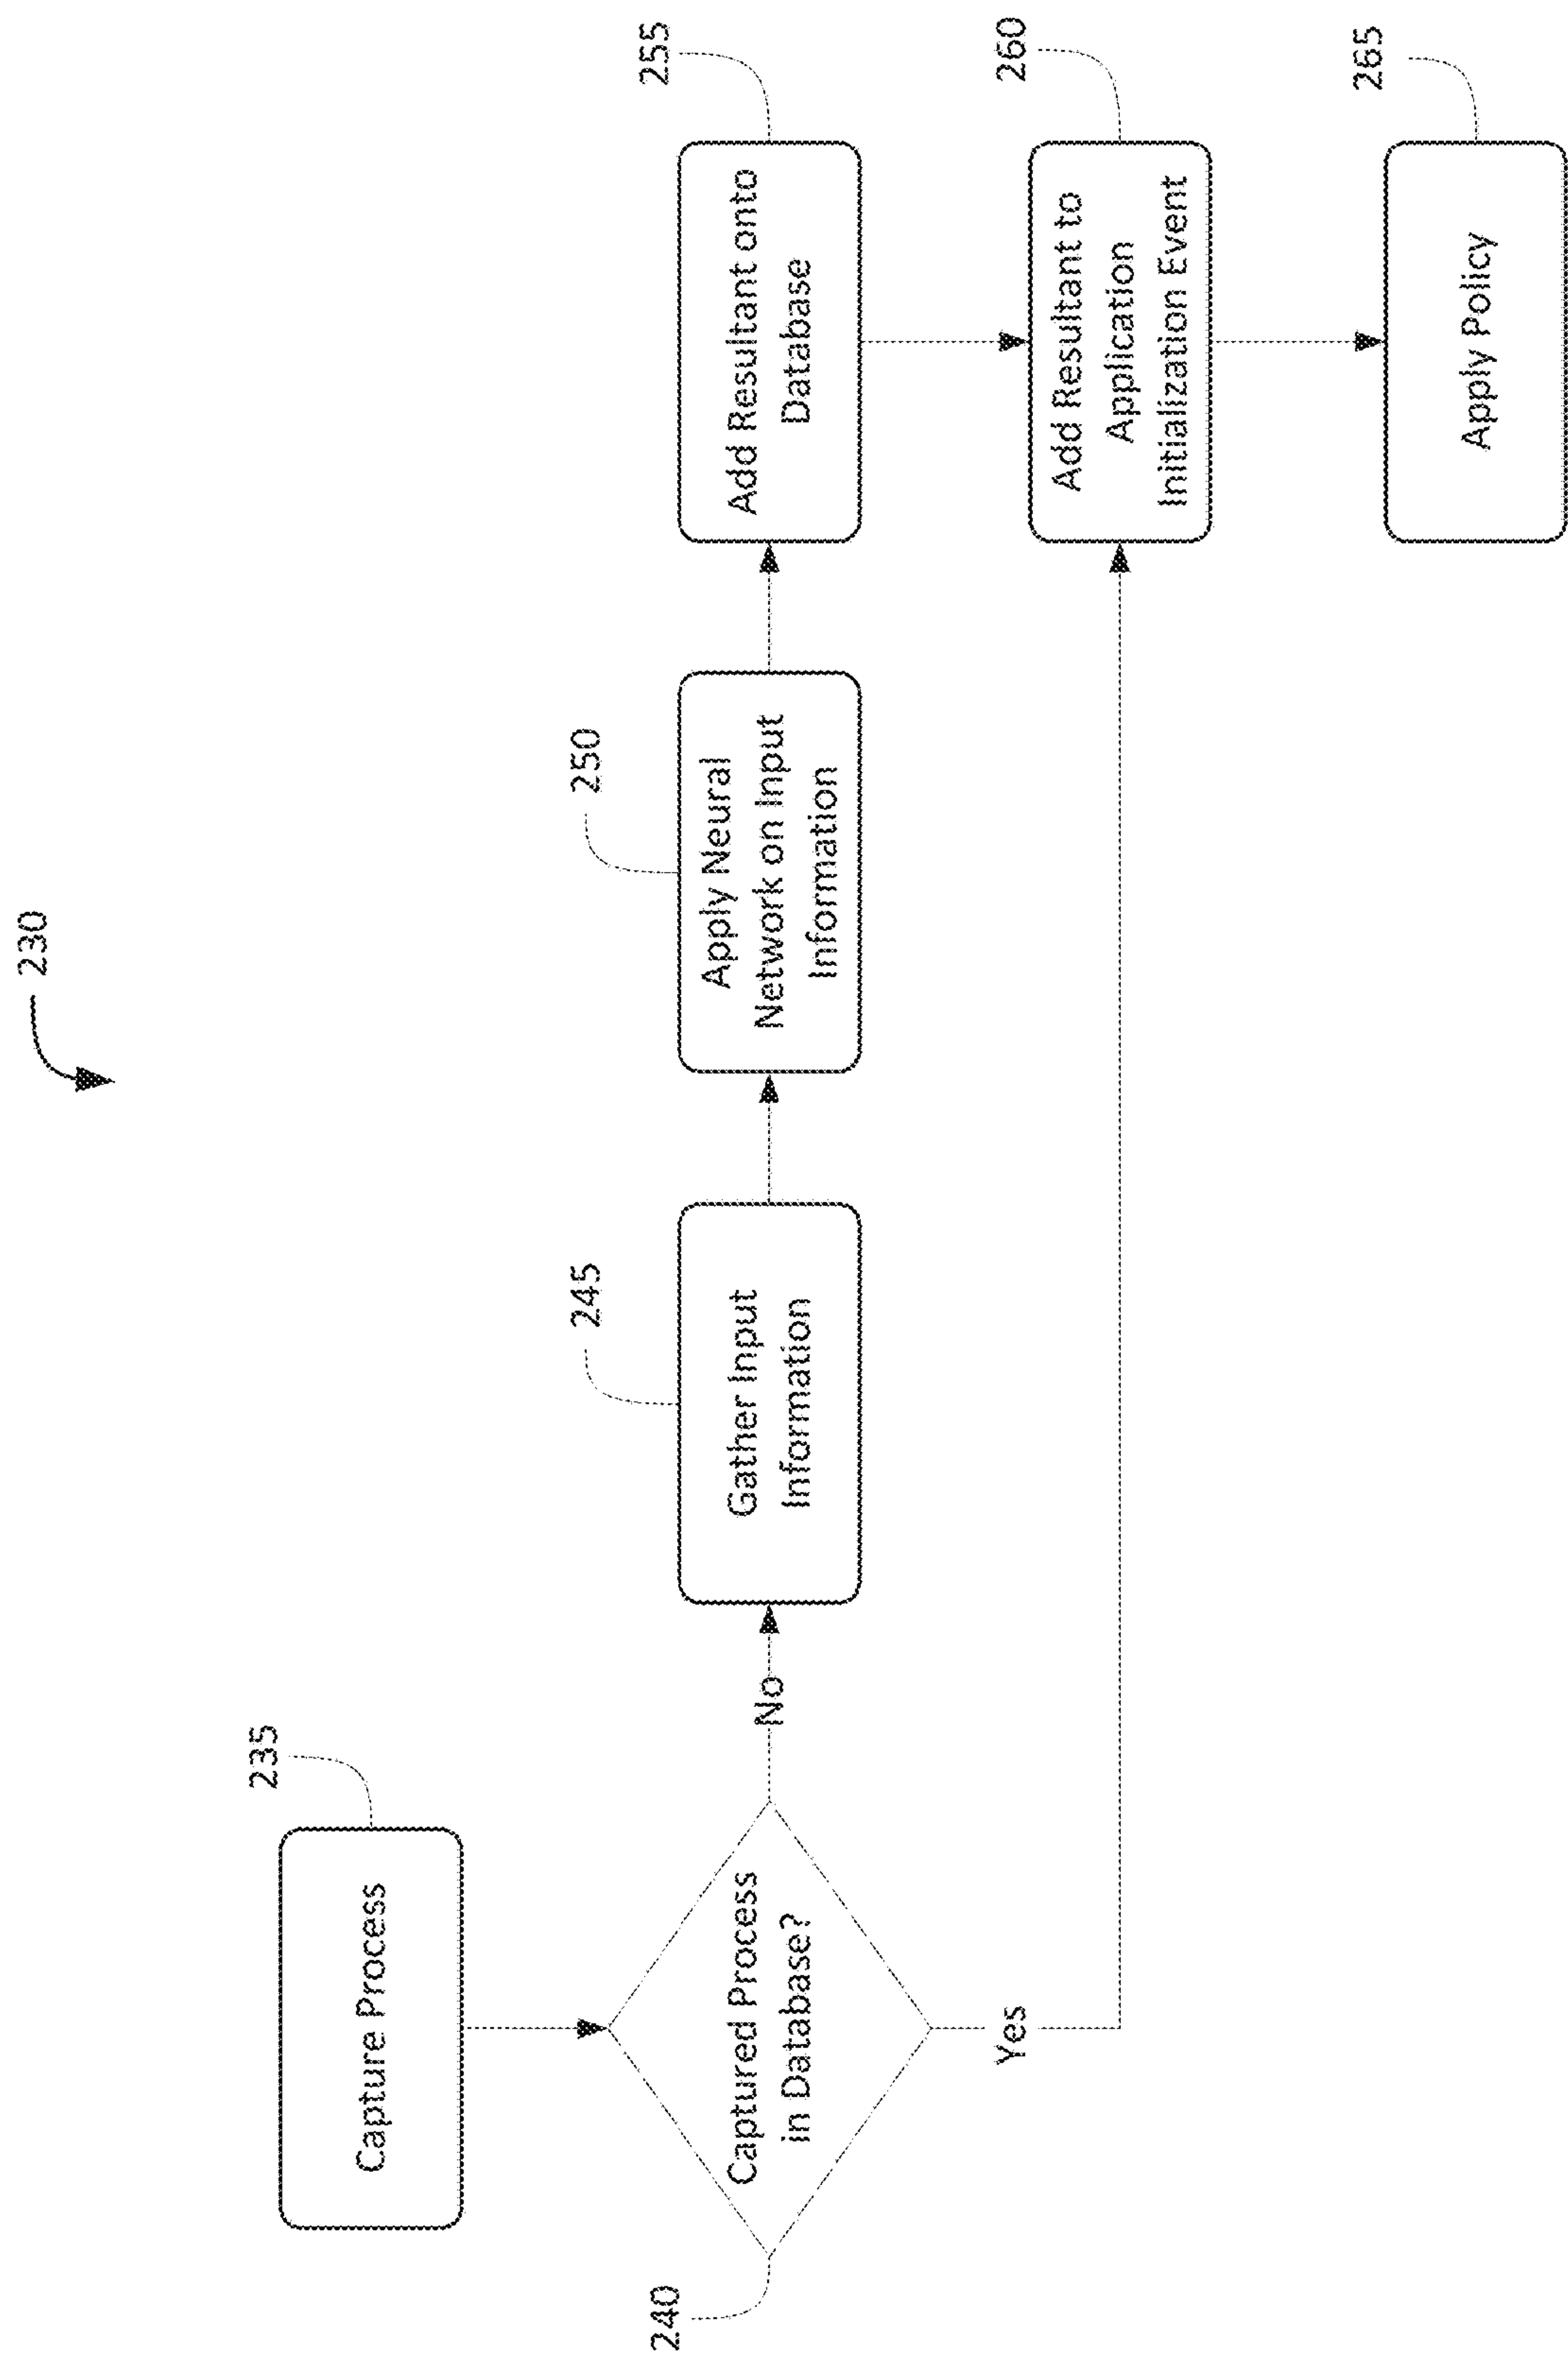 230
235
Capture Process
240
Captured Process
in Database?
No
Yes
245
Gather Input
Information
250
Apply Neural
Network on Input
Information
255
Add Resultant onto
Database
260
Add Resultant to
Application
Initialization Event
265
Apply Policy